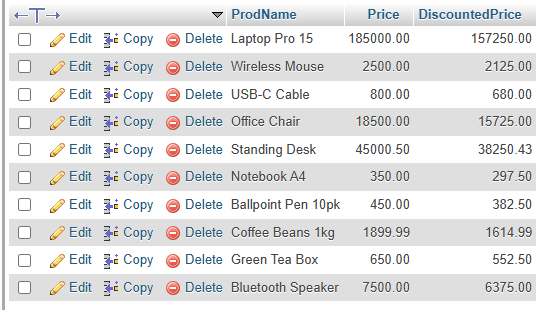 ProdName Price DiscountedPrice
Edit Copy Delete Laptop Pro 15 185000.00 157250.00
Edit Copy Delete Wireless Mouse 2500.00 2125.00
Edit Copy Delete USB-C Cable 800.00 680.00
Edit Copy Delete Office Chair 18500.00 15725.00
Edit Copy Delete Standing Desk 45000.50 38250.43
Edit Copy Delete Notebook A4 350.00 297.50
Edit Copy Delete Ballpoint Pen 10pk 450.00 382.50
Edit Copy Delete Coffee Beans 1kg 1899.99 1614.99
Edit Copy Delete Green Tea Box 650.00 552.50
Edit Copy Delete Bluetooth Speaker 7500.00 6375.00